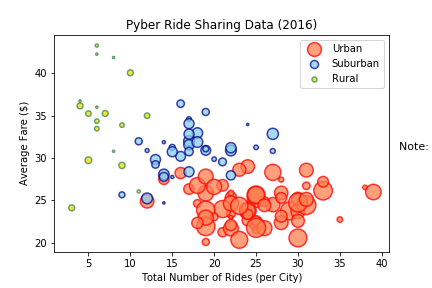 Pyber Ride Sharing Data (2016)
Urban
Suburban
Rural
Average Fare ($)
40
35
30
25
20
5
10
15
20
25
30
35
40
Total Number of Rides (per City)
Note: